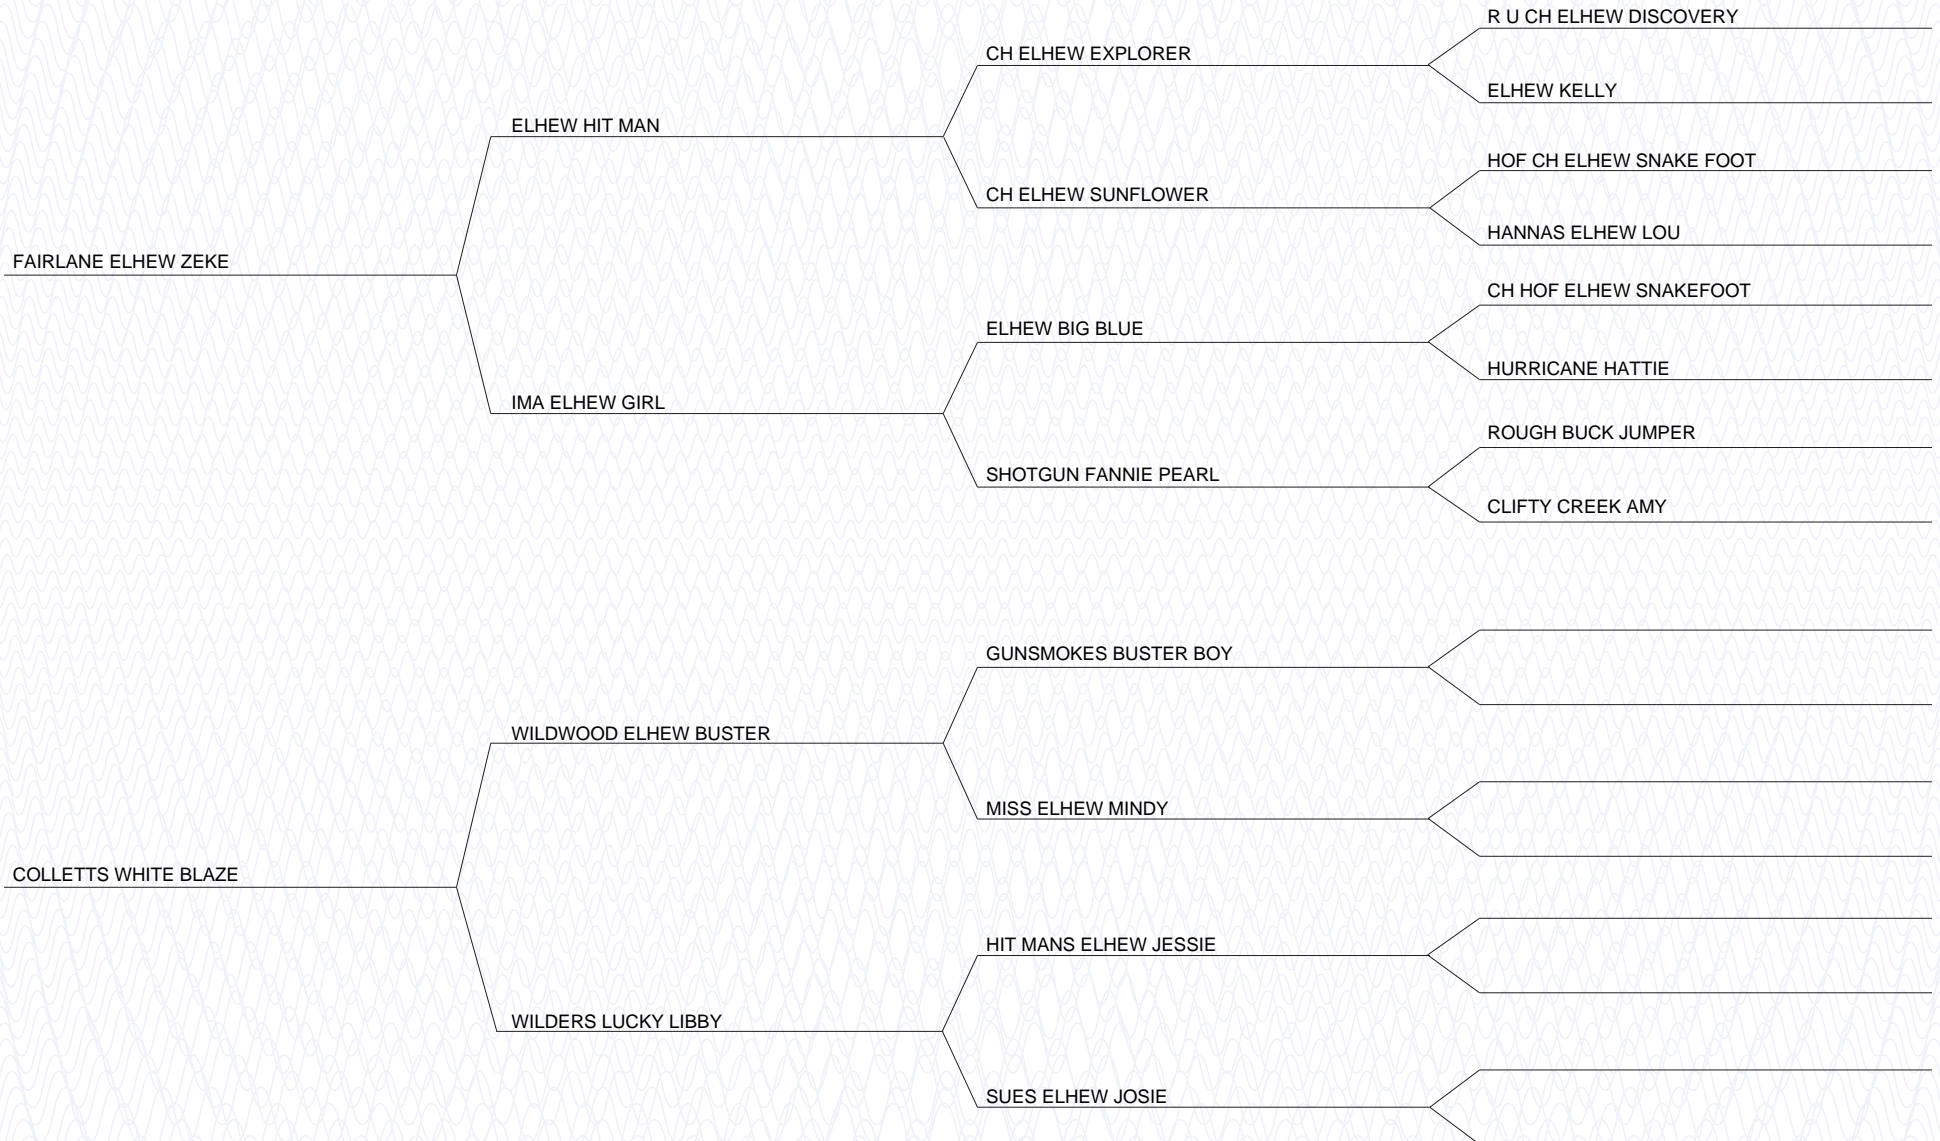 R U CH ELHEW DISCOVERY
CH ELHEW EXPLORER
ELHEW KELLY
ELHEW HIT MAN
HOF CH ELHEW SNAKE FOOT
CH ELHEW SUNFLOWER
HANNAS ELHEW LOU
FAIRLANE ELHEW ZEKE
CH HOF ELHEW SNAKEFOOT
ELHEW BIG BLUE
HURRICANE HATTIE
IMA ELHEW GIRL
ROUGH BUCK JUMPER
SHOTGUN FANNIE PEARL
CLIFTY CREEK AMY
GUNSMOKES BUSTER BOY
WILDWOOD ELHEW BUSTER
MISS ELHEW MINDY
COLLETTS WHITE BLAZE
HIT MANS ELHEW JESSIE
WILDERS LUCKY LIBBY
SUES ELHEW JOSIE